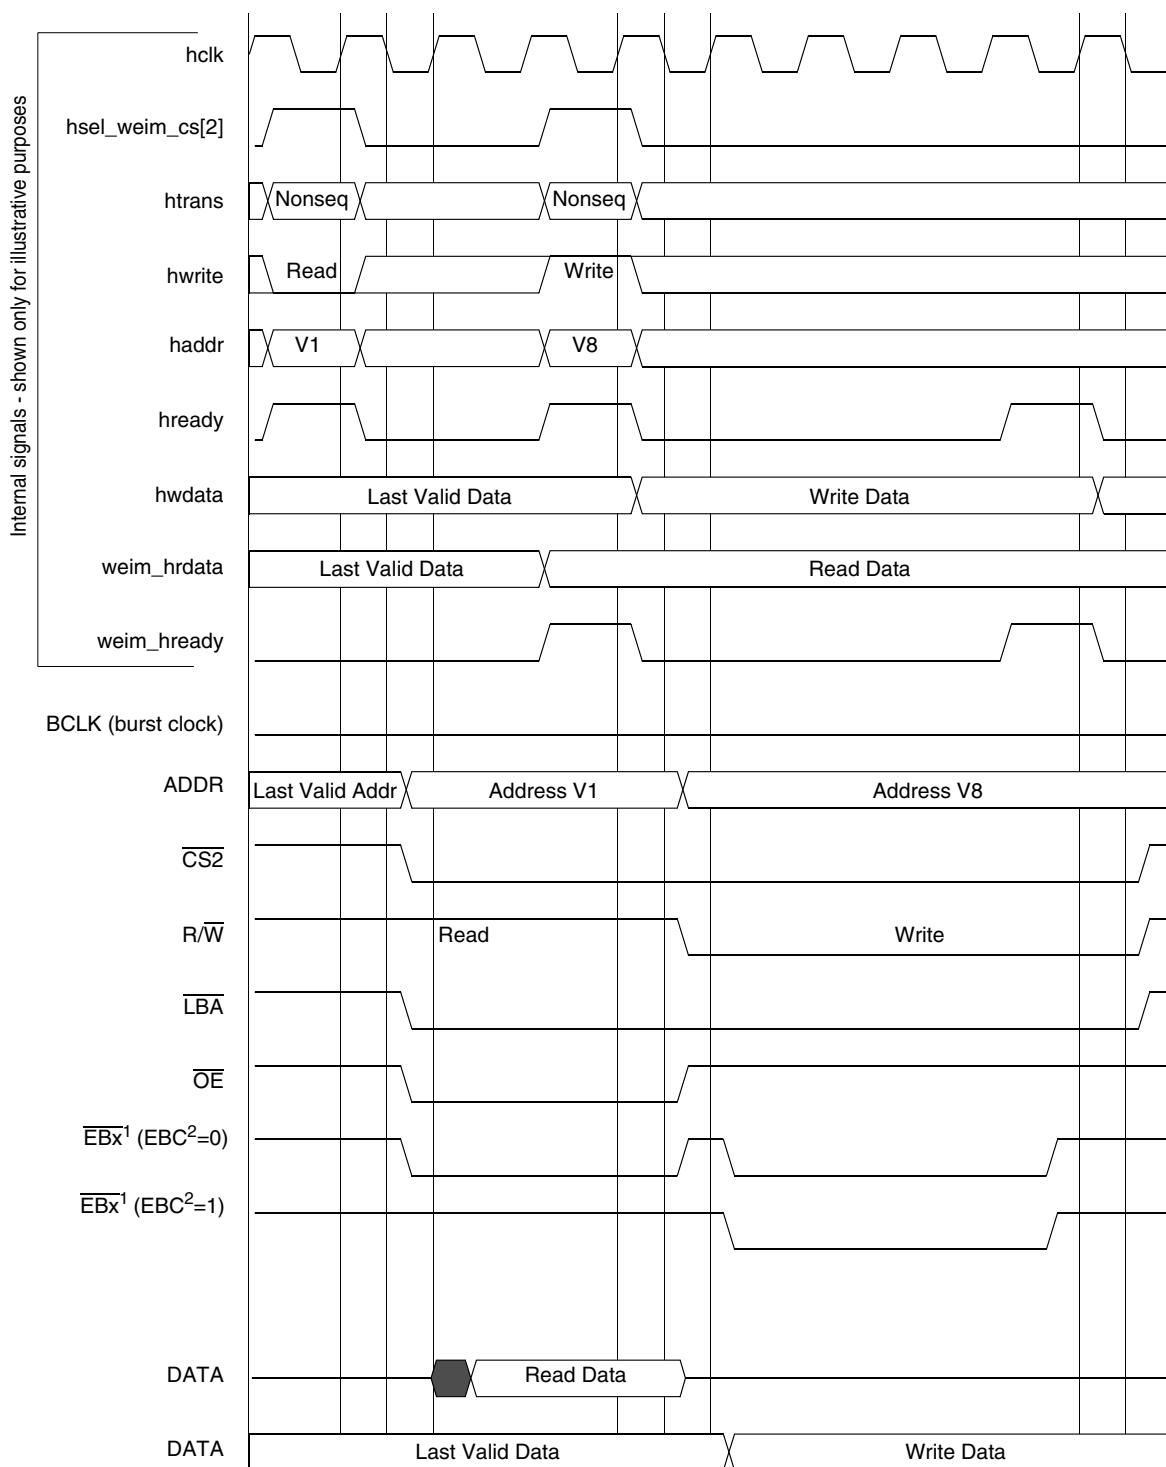 Internal signals - shown only for illustrative purposes
hclk
hsel_weim_cs[2]
htrans Nonseq Nonseq
hwrite Read Write
haddr V1 V8
hready
hwdata Last Valid Data Write Data
weim_hrdata Last Valid Data Read Data
weim_hready
BCLK (burst clock)
ADDR Last Valid Addr Address V1 Address V8
CS2
R/W Read Write
LBA
OE
EBx1 (EBC2=0)
EBx1 (EBC2=1)
DATA Read Data
DATA Last Valid Data Write Data